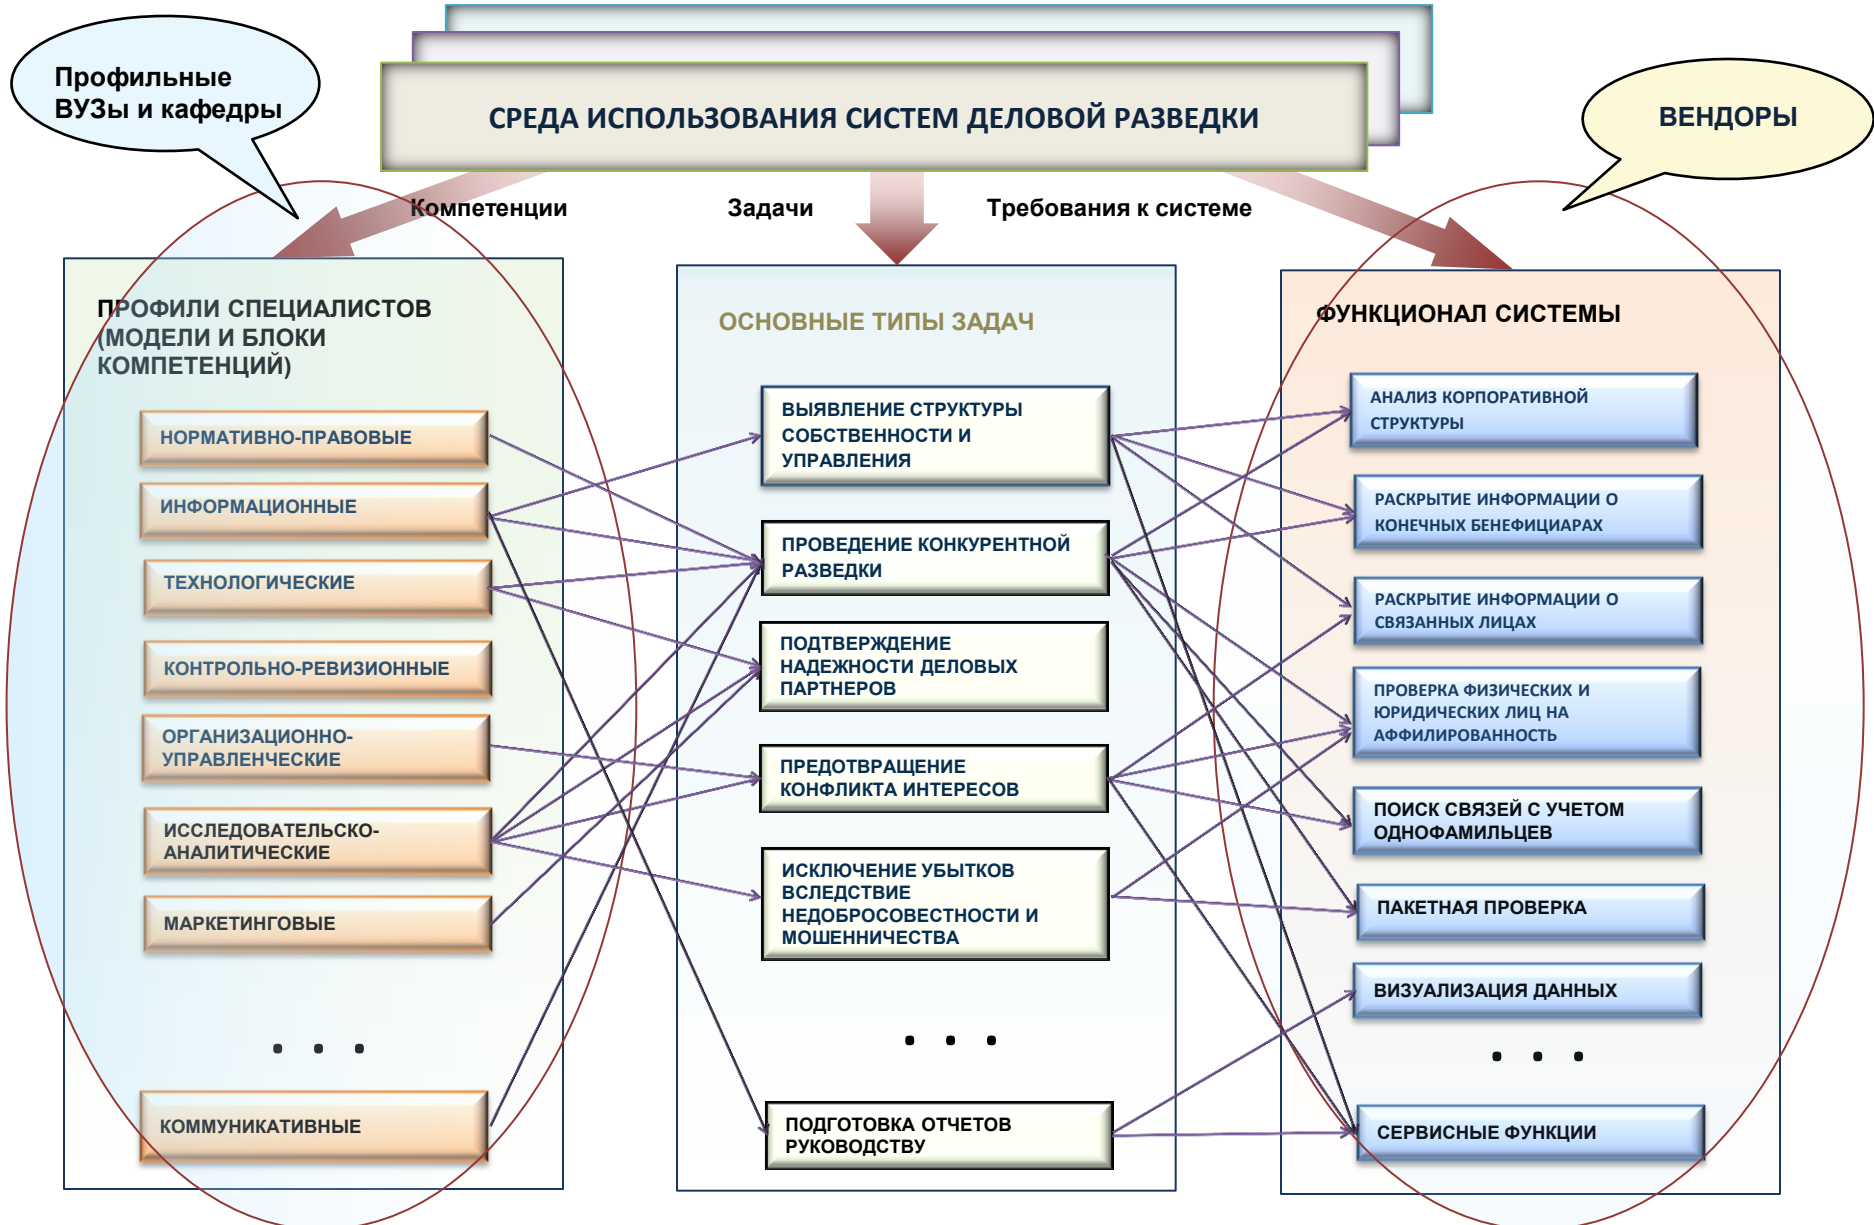 Профильные
ВУЗы и кафедры
СРЕДА ИСПОЛЬЗОВАНИЯ СИСТЕМ ДЕЛОВОЙ РАЗВЕДКИ
ВЕНДОРЫ
Компетенции
Задачи
Требования к системе
ПРОФИЛИ СПЕЦИАЛИСТОВ
(МОДЕЛИ И БЛОКИ
КОМПЕТЕНЦИЙ)
НОРМАТИВНО-ПРАВОВЫЕ
ИНФОРМАЦИОННЫЕ
ТЕХНОЛОГИЧЕСКИЕ
КОНТРОЛЬНО-РЕВИЗИОННЫЕ
ОРГАНИЗАЦИОННО-
УПРАВЛЕНЧЕСКИЕ
ИССЛЕДОВАТЕЛЬСКО-
АНАЛИТИЧЕСКИЕ
МАРКЕТИНГОВЫЕ
. . .
КОММУНИКАТИВНЫЕ
ОСНОВНЫЕ ТИПЫ ЗАДАЧ
ВЫЯВЛЕНИЕ СТРУКТУРЫ
СОБСТВЕННОСТИ И
УПРАВЛЕНИЯ
ПРОВЕДЕНИЕ КОНКУРЕНТНОЙ
РАЗВЕДКИ
ПОДТВЕРЖДЕНИЕ
НАДЕЖНОСТИ ДЕЛОВЫХ
ПАРТНЕРОВ
ПРЕДОТВРАЩЕНИЕ
КОНФЛИКТА ИНТЕРЕСОВ
ИСКЛЮЧЕНИЕ УБЫТКОВ
ВСЛЕДСТВИЕ
НЕДОБРОСОВЕСТНОСТИ И
МОШЕННИЧЕСТВА
. . .
ПОДГОТОВКА ОТЧЕТОВ
РУКОВОДСТВУ
ФУНКЦИОНАЛ СИСТЕМЫ
АНАЛИЗ КОРПОРАТИВНОЙ
СТРУКТУРЫ
РАСКРЫТИЕ ИНФОРМАЦИИ О
КОНЕЧНЫХ БЕНЕФИЦИАРАХ
РАСКРЫТИЕ ИНФОРМАЦИИ О
СВЯЗАННЫХ ЛИЦАХ
ПРОВЕРКА ФИЗИЧЕСКИХ И
ЮРИДИЧЕСКИХ ЛИЦ НА
АФФИЛИРОВАННОСТЬ
ПОИСК СВЯЗЕЙ С УЧЕТОМ
ОДНОФАМИЛЬЦЕВ
ПАКЕТНАЯ ПРОВЕРКА
ВИЗУАЛИЗАЦИЯ ДАННЫХ
. . .
СЕРВИСНЫЕ ФУНКЦИИ